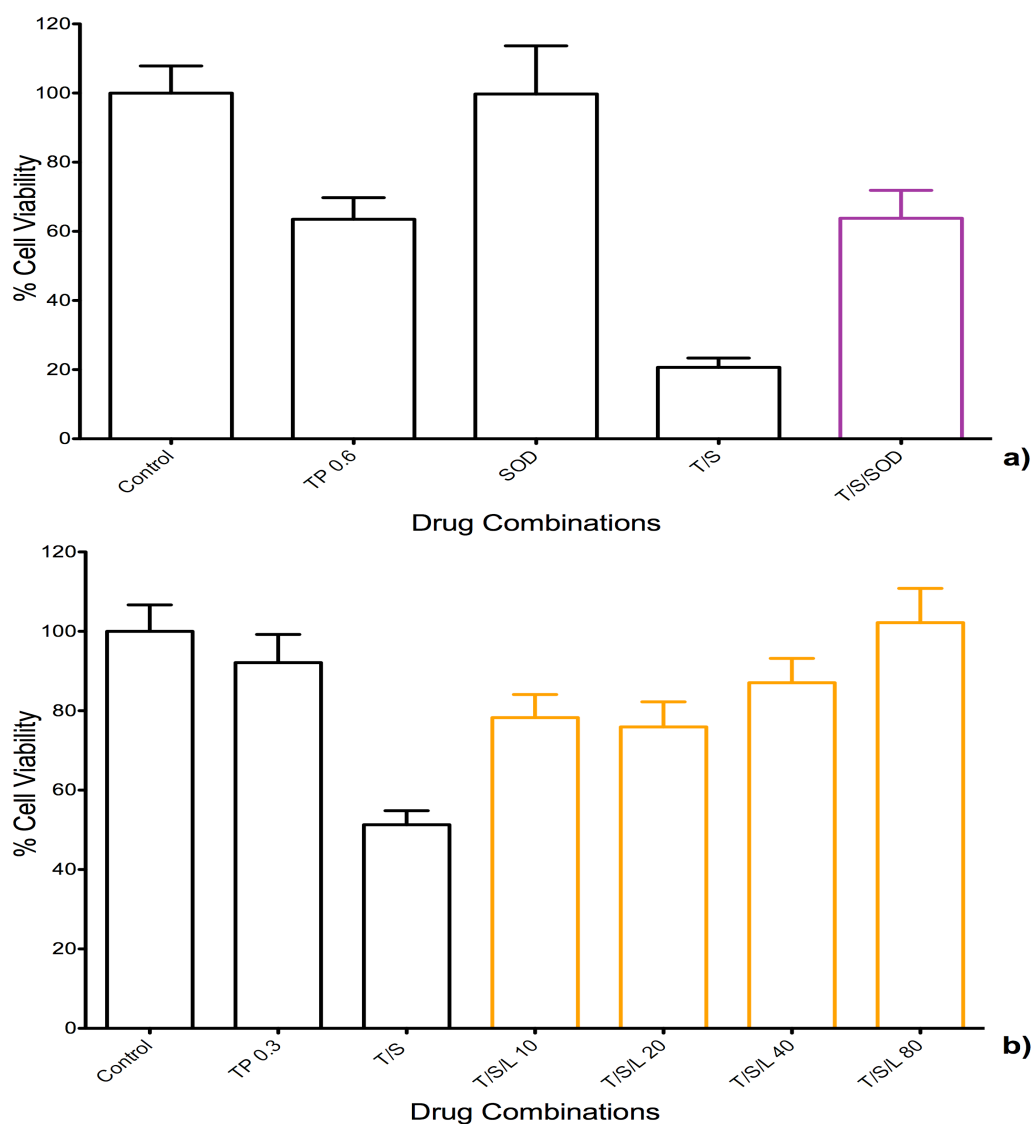 120
100
80
60
40
20
0
% Cell Viability
Control
TP 0.6
SOD
T/S
T/S/SOD
a)
Drug Combinations
120
100
80
60
40
20
0
% Cell Viability
Control
TP 0.3
T/S
T/S/L 10
T/S/L 20
T/S/L 40
T/S/L 80
b)
Drug Combinations